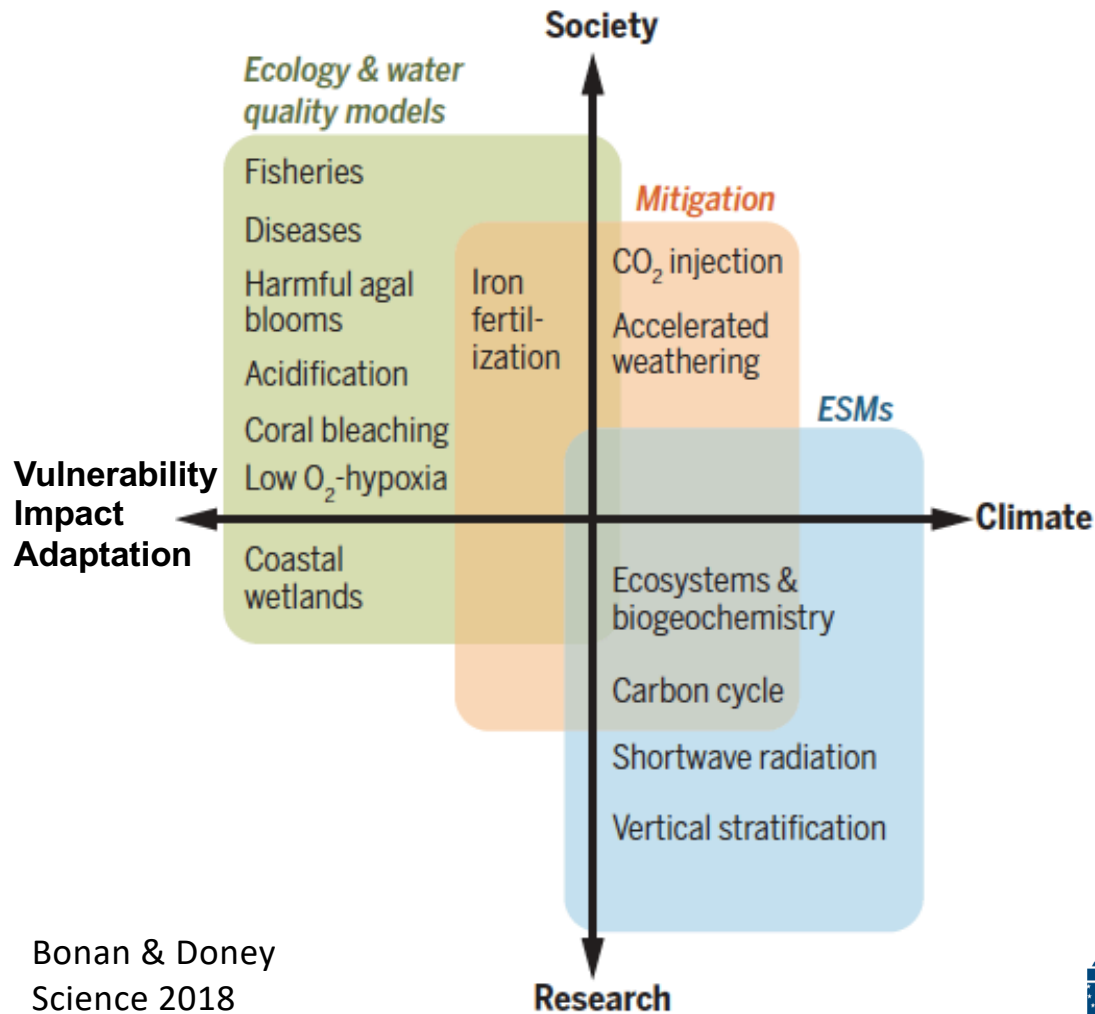 Society
Ecology & water
quality models
Fisheries
Diseases
Harmful agal
blooms
Acidification
Coral bleaching
Low O₂-hypoxia
Coastal
wetlands
Mitigation
Iron
fertil-
ization
CO₂ injection
Accelerated
weathering
ESMs
Vulnerability
Impact
Adaptation
Climate
Ecosystems &
biogeochemistry
Carbon cycle
Shortwave radiation
Vertical stratification
Bonan & Doney
Science 2018
Research